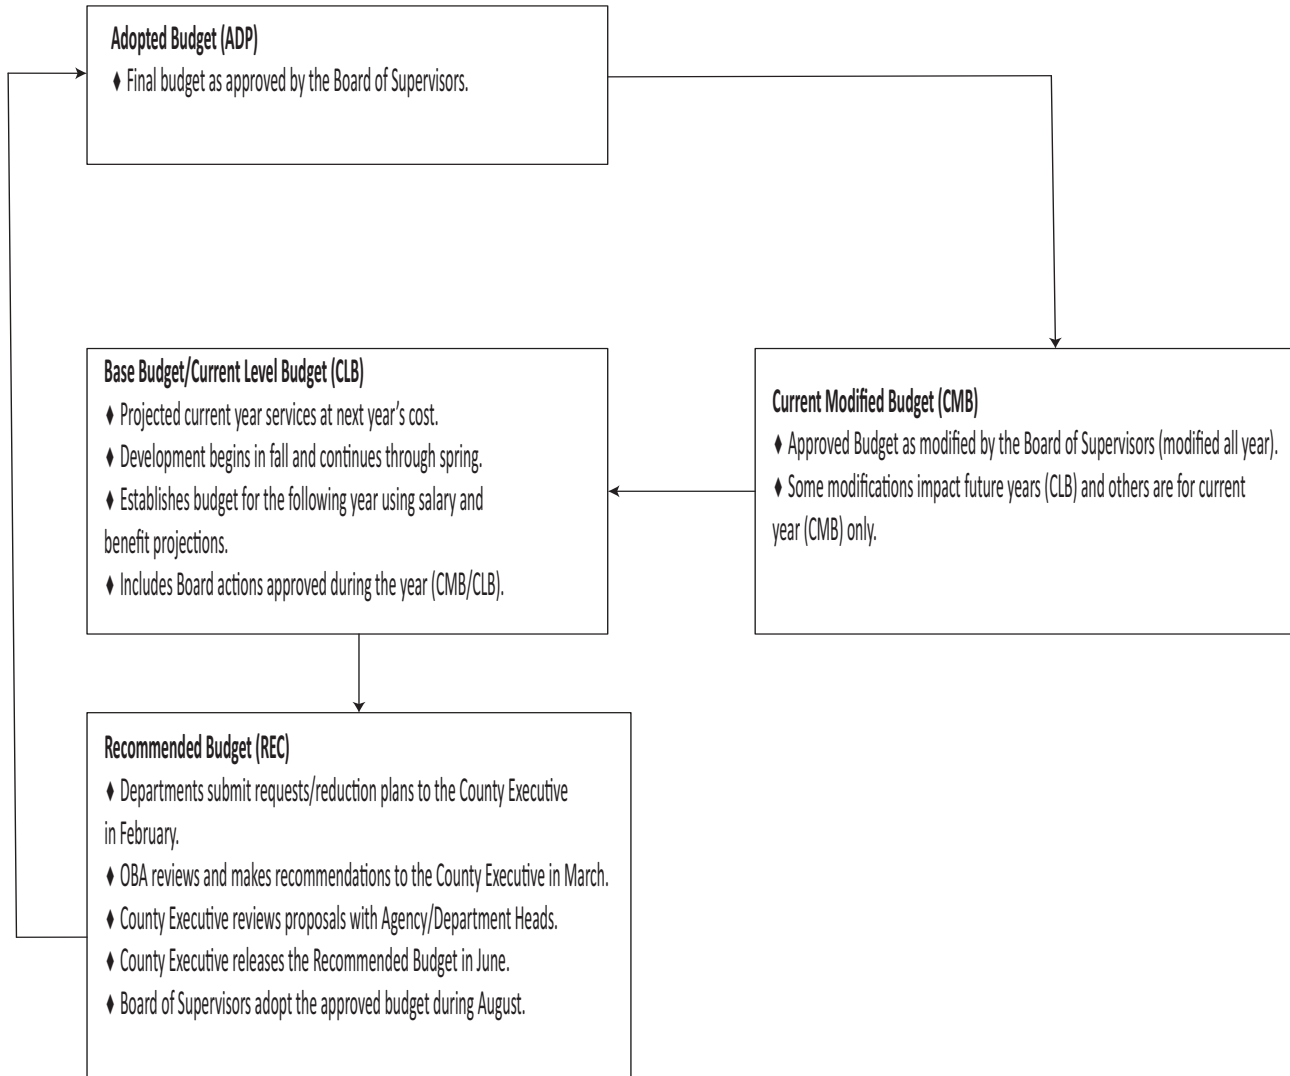 Adopted Budget (ADP)
♦ Final budget as approved by the Board of Supervisors.
Base Budget/Current Level Budget (CLB)
♦ Projected current year services at next year’s cost.
♦ Development begins in fall and continues through spring.
♦ Establishes budget for the following year using salary and
benefit projections.
♦ Includes Board actions approved during the year (CMB/CLB).
Current Modified Budget (CMB)
♦ Approved Budget as modified by the Board of Supervisors (modified all year).
♦ Some modifications impact future years (CLB) and others are for current
year (CMB) only.
Recommended Budget (REC)
♦ Departments submit requests/reduction plans to the County Executive
in February.
♦ OBA reviews and makes recommendations to the County Executive in March.
♦ County Executive reviews proposals with Agency/Department Heads.
♦ County Executive releases the Recommended Budget in June.
♦ Board of Supervisors adopt the approved budget during August.